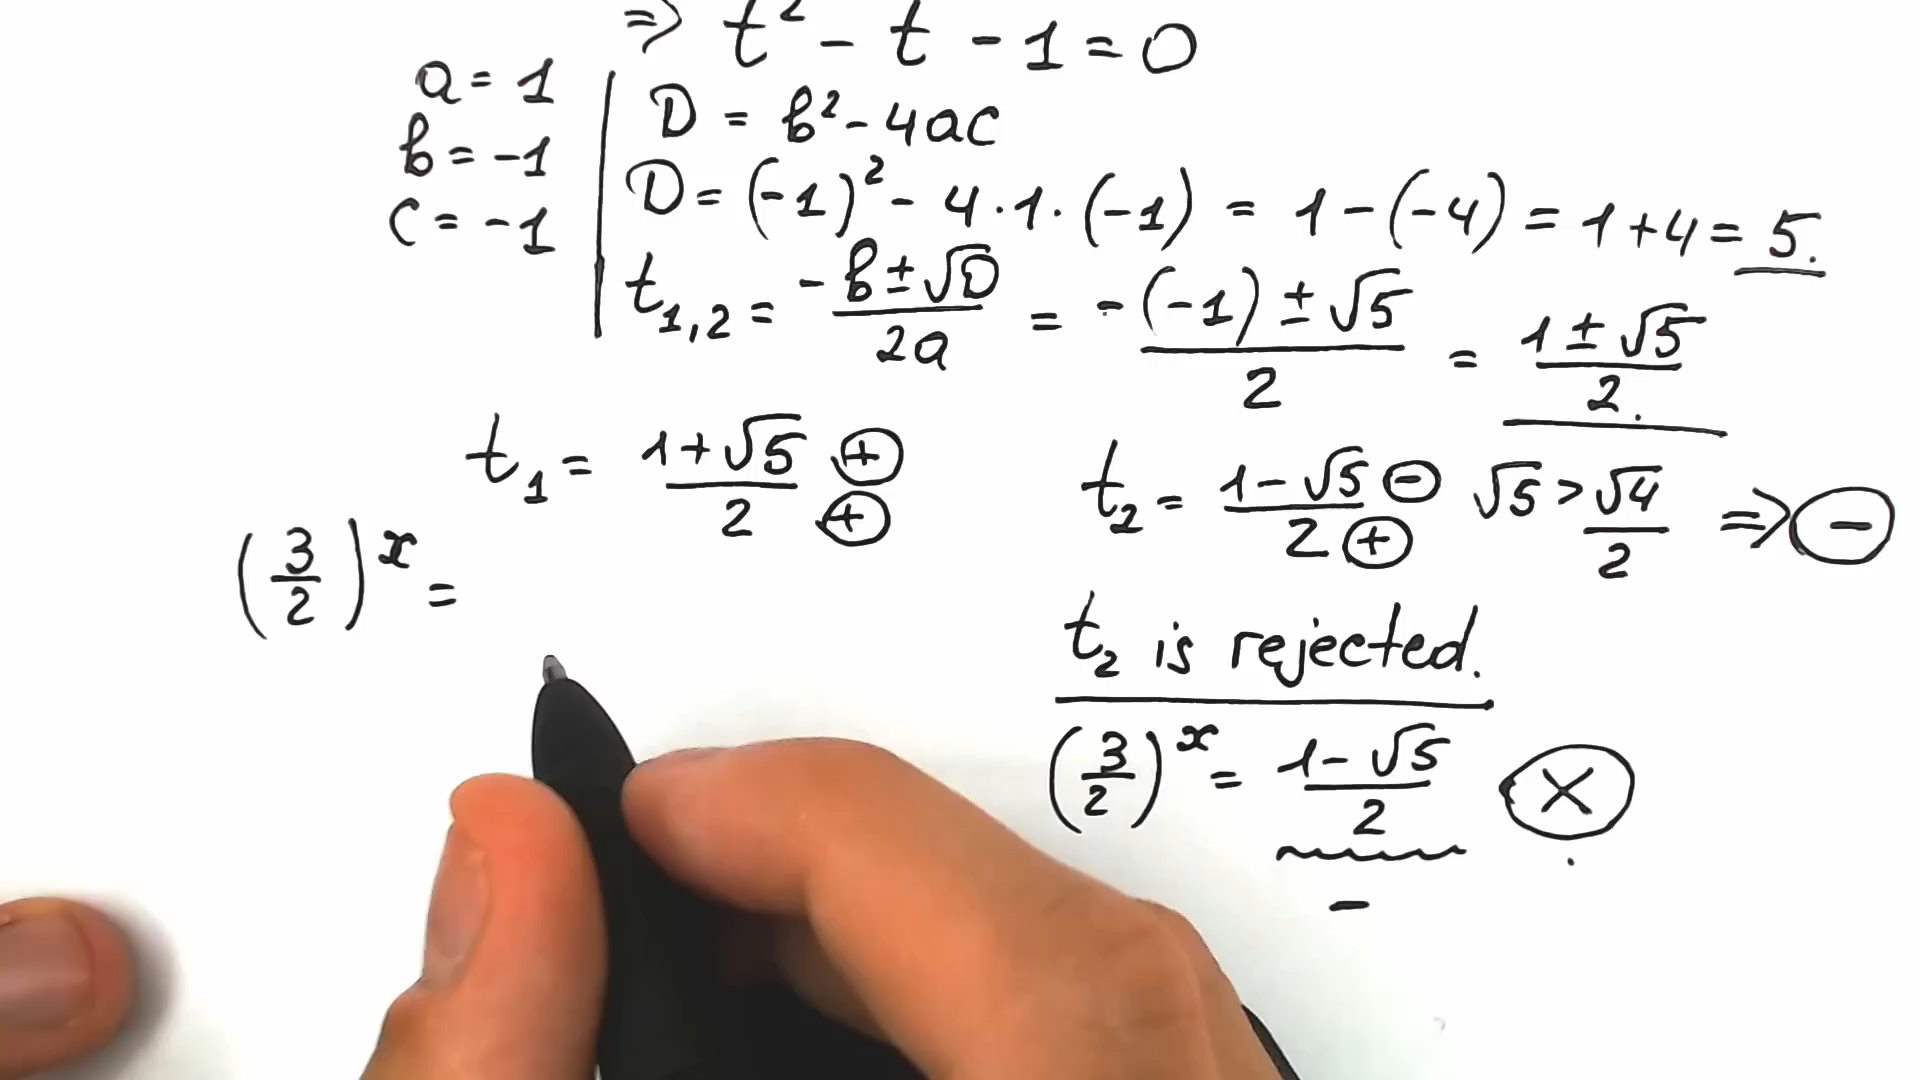 => t² - t - 1 = 0
a = 1
b = -1
c = -1
D = b² - 4ac
D = (-1)² - 4·1·(-1) = 1 - (-4) = 1 + 4 = 5.
t₁,₂ = -b ± √D / 2a = -(-1) ± √5 / 2 = 1 ± √5 / 2.
t₁ = 1 + √5 / 2 ⊕ ⊕
t₂ = 1 - √5 / 2 ⊖ ⊕ √5 > √4 / 2 => ⊖
(3/2)ˣ =
t₂ is rejected.
(3/2)ˣ = 1 - √5 / 2 ⊗
-